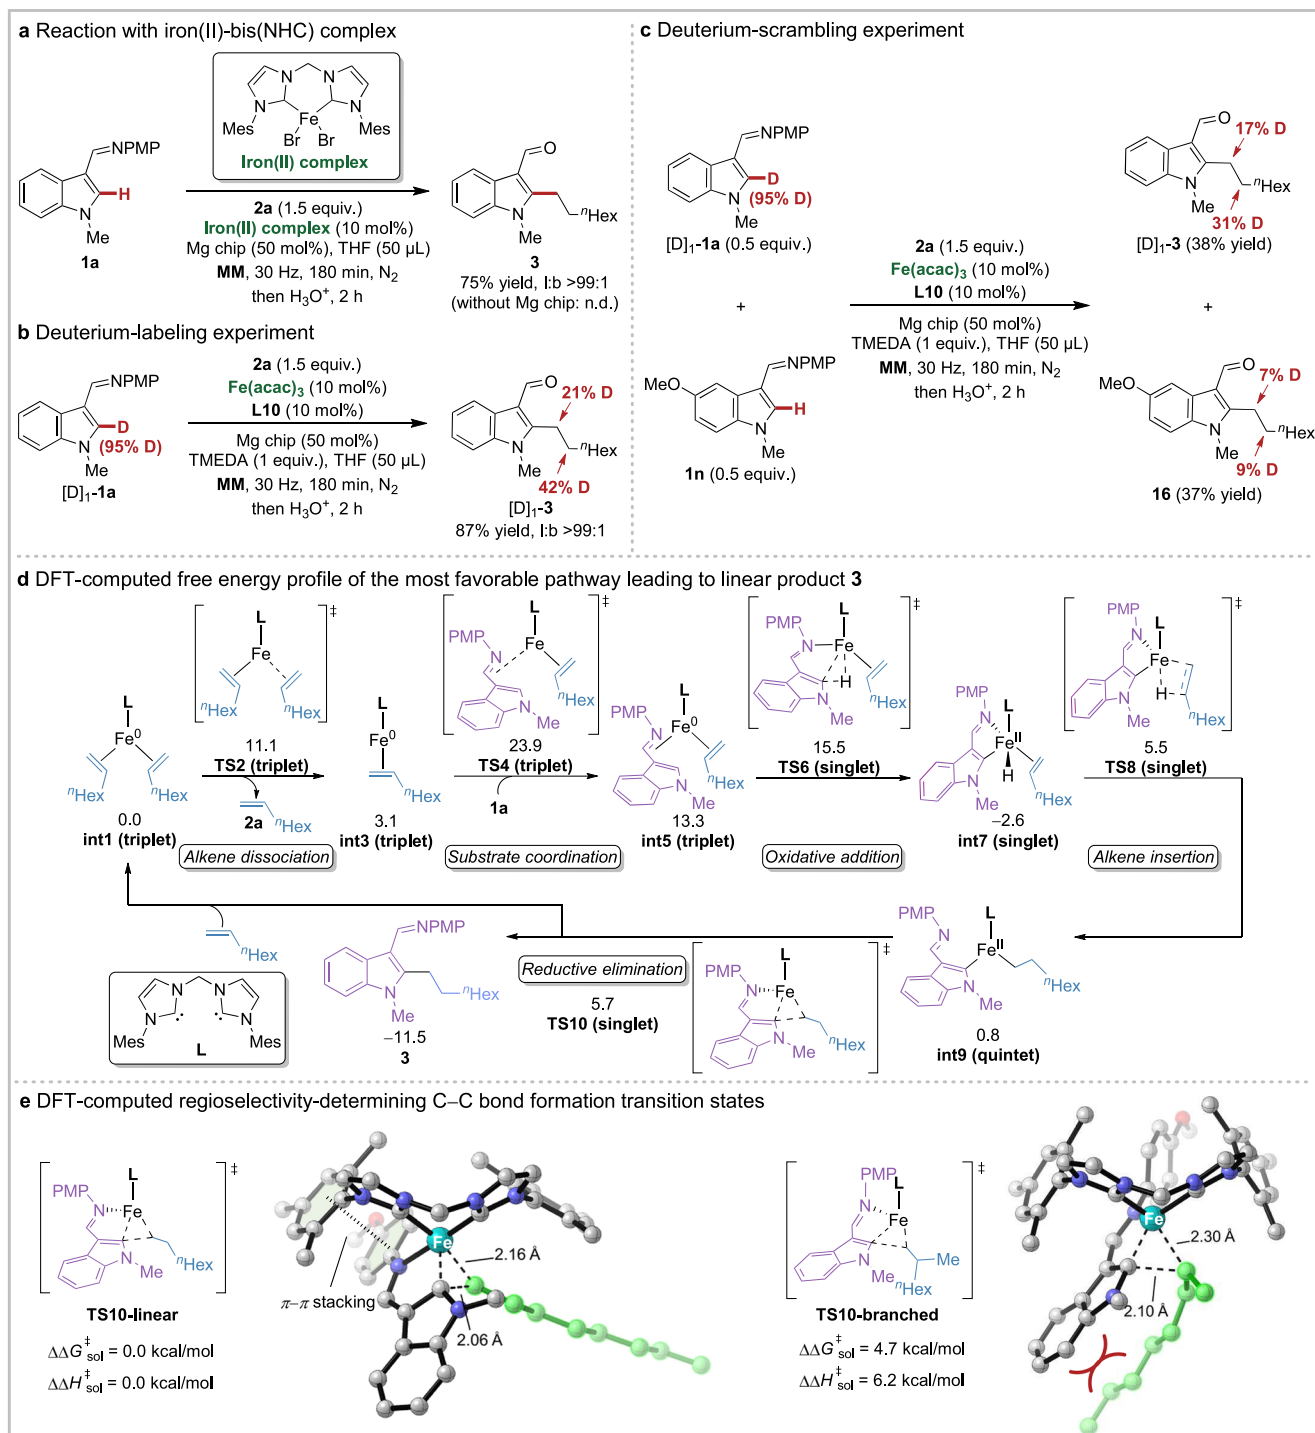 a Reaction with iron(II)-bis(NHC) complex
N
N
N
N
Fe
Mes
Br
Br
Mes
Iron(II) complex
NPMP
H
N
Me
1a
2a (1.5 equiv.)
Iron(II) complex (10 mol%)
Mg chip (50 mol%), THF (50 µL)
MM, 30 Hz, 180 min, N2
then H3O+, 2 h
O
N
Me
nHex
3
75% yield, l:b >99:1
(without Mg chip: n.d.)
b Deuterium-labeling experiment
NPMP
D
(95% D)
N
Me
[D]1-1a
2a (1.5 equiv.)
Fe(acac)3 (10 mol%)
L10 (10 mol%)
Mg chip (50 mol%)
TMEDA (1 equiv.), THF (50 µL)
MM, 30 Hz, 180 min, N2
then H3O+, 2 h
O
21% D
N
Me
nHex
42% D
[D]1-3
87% yield, l:b >99:1
c Deuterium-scrambling experiment
NPMP
D
(95% D)
N
Me
[D]1-1a (0.5 equiv.)
+
NPMP
MeO
H
N
Me
1n (0.5 equiv.)
2a (1.5 equiv.)
Fe(acac)3 (10 mol%)
L10 (10 mol%)
Mg chip (50 mol%)
TMEDA (1 equiv.), THF (50 µL)
MM, 30 Hz, 180 min, N2
then H3O+, 2 h
O
17% D
N
Me
nHex
31% D
[D]1-3 (38% yield)
+
O
7% D
MeO
N
Me
nHex
9% D
16 (37% yield)
d DFT-computed free energy profile of the most favorable pathway leading to linear product 3
L
Fe0
nHex
nHex
0.0
int1 (triplet)
L
Fe
nHex
nHex
‡
11.1
TS2 (triplet)
2a
nHex
Alkene dissociation
L
Fe0
nHex
3.1
int3 (triplet)
PMP
N
L
Fe
nHex
N
Me
‡
23.9
TS4 (triplet)
1a
Substrate coordination
L
PMP
N
Fe0
nHex
N
Me
13.3
int5 (triplet)
PMP
L
N
Fe
H
nHex
N
Me
‡
15.5
TS6 (singlet)
Oxidative addition
PMP
L
N
FeII
H
nHex
N
Me
−2.6
int7 (singlet)
PMP
L
N
Fe
H
nHex
N
Me
‡
5.5
TS8 (singlet)
Alkene insertion
PMP
L
N
FeII
nHex
N
Me
0.8
int9 (quintet)
PMP
L
N
Fe
nHex
N
Me
‡
Reductive elimination
5.7
TS10 (singlet)
NPMP
N
Me
nHex
−11.5
3
nHex
N
N
N
N
Mes
Mes
L
e DFT-computed regioselectivity-determining C–C bond formation transition states
PMP
L
N
Fe
N
Me
nHex
‡
TS10-linear
ΔΔG‡sol = 0.0 kcal/mol
ΔΔH‡sol = 0.0 kcal/mol
Fe
2.16 Å
π–π stacking
2.06 Å
PMP
L
N
Fe
Me
N
Me
nHex
‡
TS10-branched
ΔΔG‡sol = 4.7 kcal/mol
ΔΔH‡sol = 6.2 kcal/mol
Fe
2.30 Å
2.10 Å